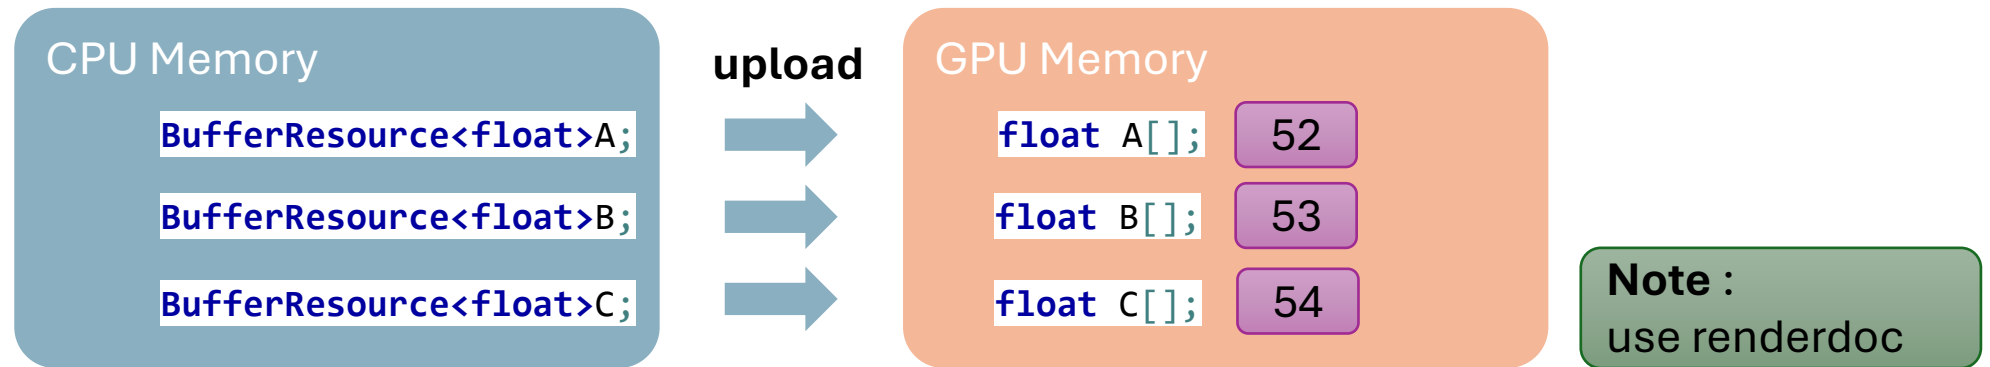 CPU Memory
BufferResource<float>A;
BufferResource<float>B;
BufferResource<float>C;
upload
GPU Memory
float A[]; 52
float B[]; 53
float C[]; 54
Note :
use renderdoc